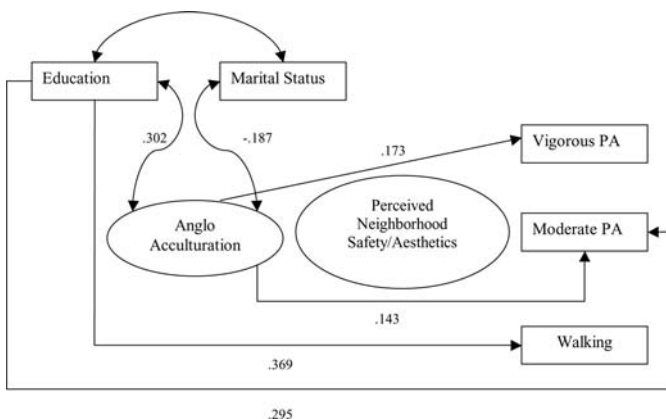 Education
Marital Status
.302
-.187
.173
Vigorous PA
Anglo
Acculturation
Perceived
Neighborhood
Safety/Aesthetics
Moderate PA
.143
Walking
.369
.295